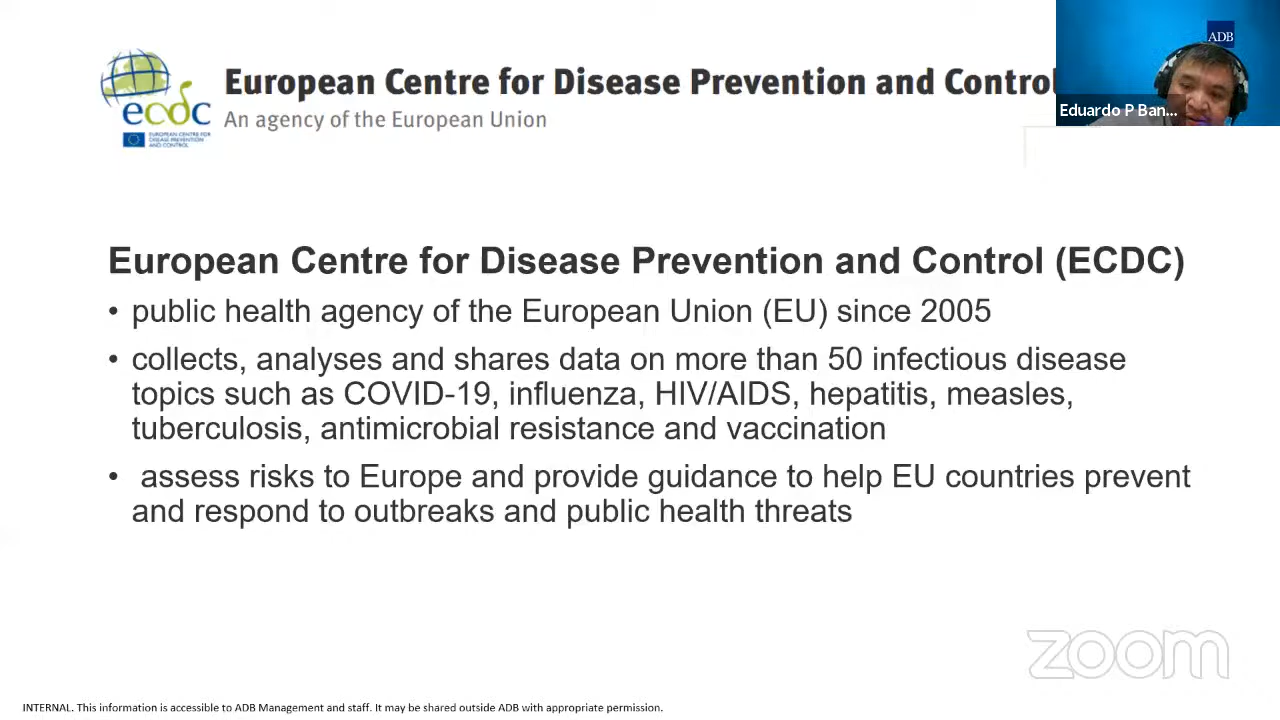 European Centre for Disease Prevention and Control
An agency of the European Union
ecdc
EUROPEAN CENTRE FOR
DISEASE PREVENTION
AND CONTROL
ADB
Eduardo P Ban...
European Centre for Disease Prevention and Control (ECDC)
• public health agency of the European Union (EU) since 2005
• collects, analyses and shares data on more than 50 infectious disease
topics such as COVID-19, influenza, HIV/AIDS, hepatitis, measles,
tuberculosis, antimicrobial resistance and vaccination
• assess risks to Europe and provide guidance to help EU countries prevent
and respond to outbreaks and public health threats
zoom
INTERNAL. This information is accessible to ADB Management and staff. It may be shared outside ADB with appropriate permission.